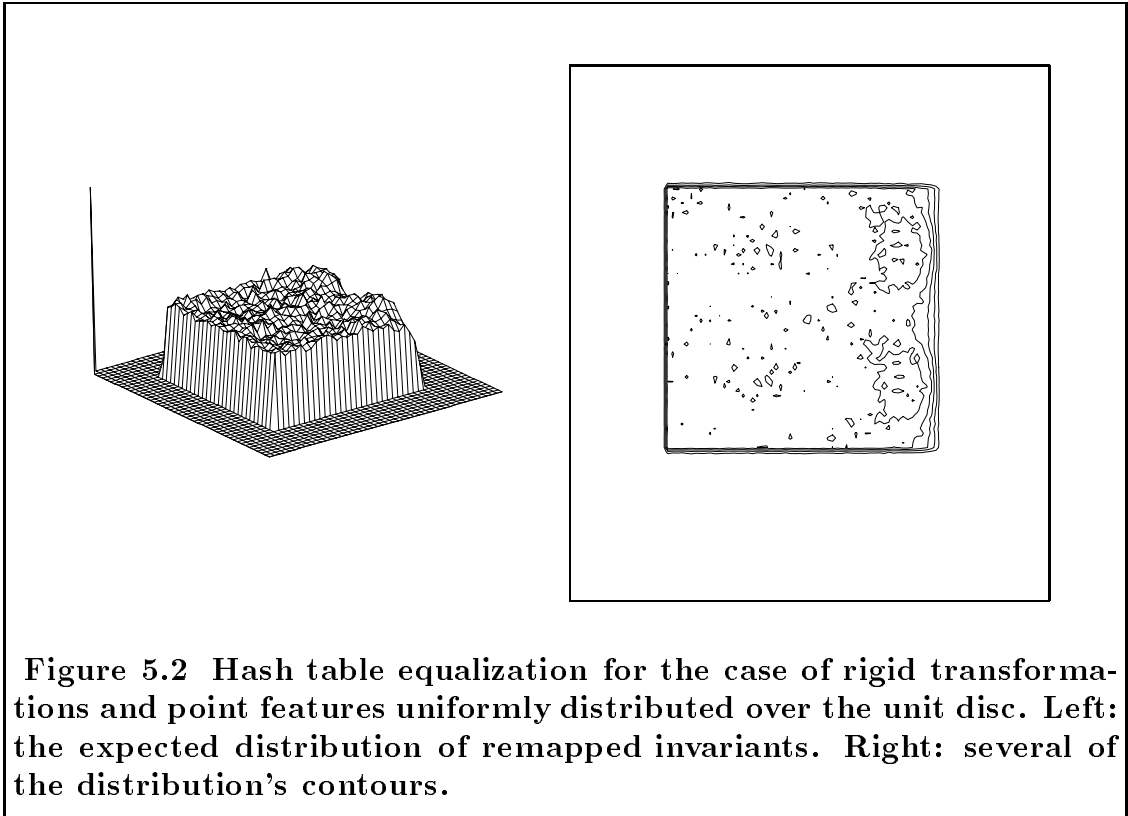 Figure 5.2 Hash table equalization for the case of rigid transforma-
tions and point features uniformly distributed over the unit disc. Left:
the expected distribution of remapped invariants. Right: several of
the distribution's contours.